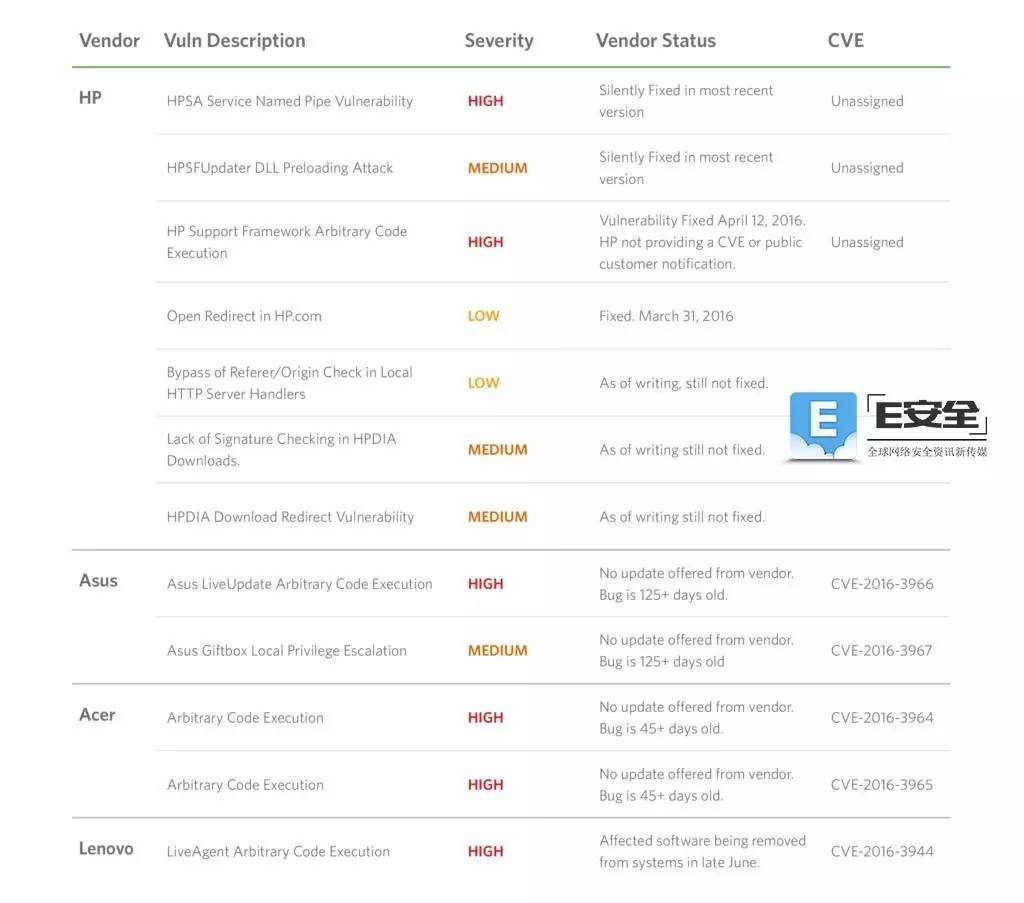 Vendor Vuln Description Severity Vendor Status CVE
HP
HPSA Service Named Pipe Vulnerability HIGH Silently Fixed in most recent
version Unassigned
HPSFUpdater DLL Preloading Attack MEDIUM Silently Fixed in most recent
version Unassigned
HP Support Framework Arbitrary Code
Execution
HIGH
Vulnerability Fixed April 12, 2016.
HP not providing a CVE or public
customer notification.
Unassigned
Open Redirect in HP.com LOW Fixed. March 31, 2016
Bypass of Referer/Origin Check in Local
HTTP Server Handlers
LOW As of writing, still not fixed.
Lack of Signature Checking in HPDIA
Downloads.
MEDIUM As of writing still not fixed.
E
E安全
全球网络安全资讯新传媒
HPDIA Download Redirect Vulnerability MEDIUM As of writing still not fixed.
Asus
Asus LiveUpdate Arbitrary Code Execution HIGH No update offered from vendor.
Bug is 125+ days old. CVE-2016-3966
Asus Giftbox Local Privilege Escalation MEDIUM No update offered from vendor.
Bug is 125+ days old CVE-2016-3967
Acer
Arbitrary Code Execution HIGH No update offered from vendor.
Bug is 45+ days old. CVE-2016-3964
Arbitrary Code Execution HIGH No update offered from vendor.
Bug is 45+ days old. CVE-2016-3965
Lenovo
LiveAgent Arbitrary Code Execution HIGH Affected software being removed
from systems in late June. CVE-2016-3944